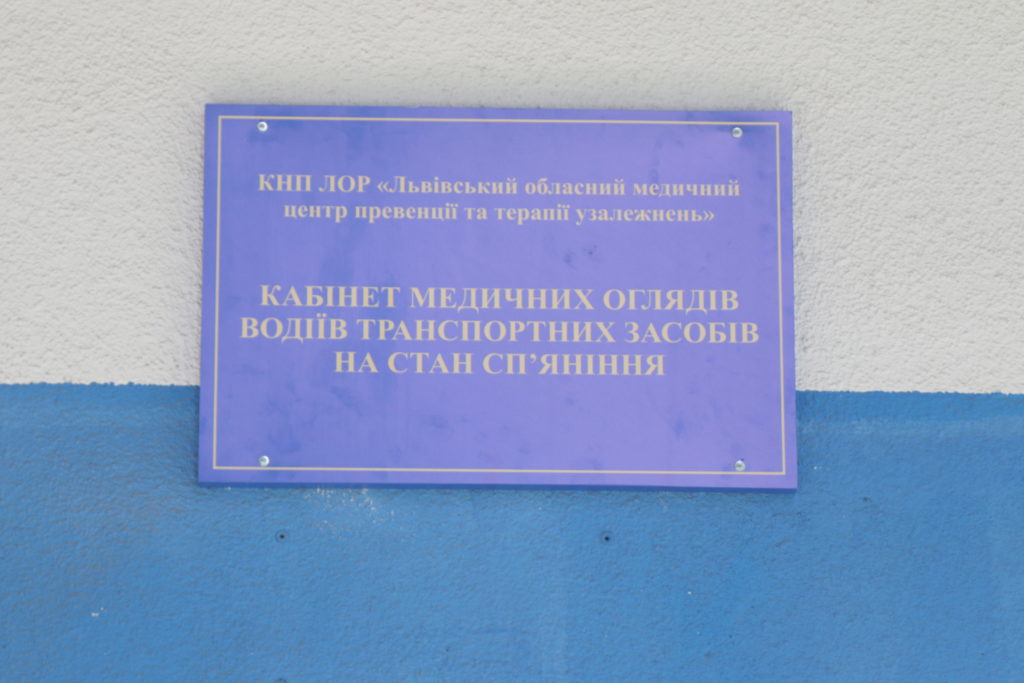 КНП ЛОР «Львівський обласний медичний
центр превенції та терапії узалежнень»
КАБІНЕТ МЕДИЧНИХ ОГЛЯДІВ
ВОДІЇВ ТРАНСПОРТНИХ ЗАСОБІВ
НА СТАН СП’ЯНІННЯ